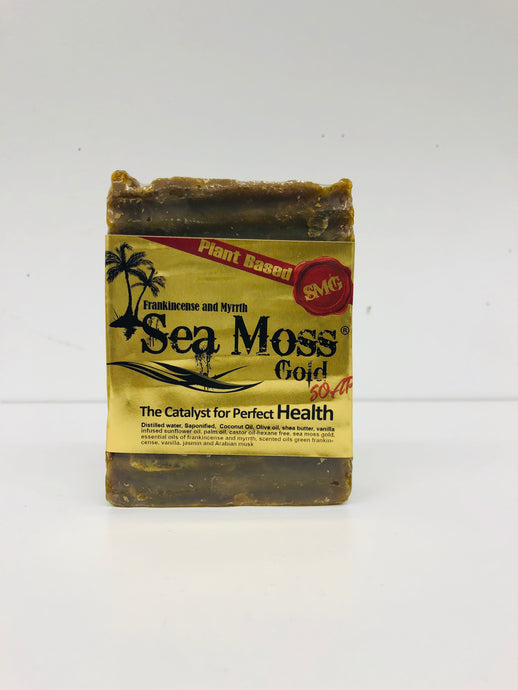 Plant Based
SMG
Frankincense and Myrrth
Sea Moss®
Gold
SOAP
The Catalyst for Perfect Health
Distilled water, Saponified, Coconut Oil, Olive oil, shea butter, vanilla
infused sunflower oil, palm oil, castor oil-hexane free, sea moss gold,
essential oils of frankincense and myrrth, scented oils green frankin-
cense, vanilla, jasmin and Arabian musk